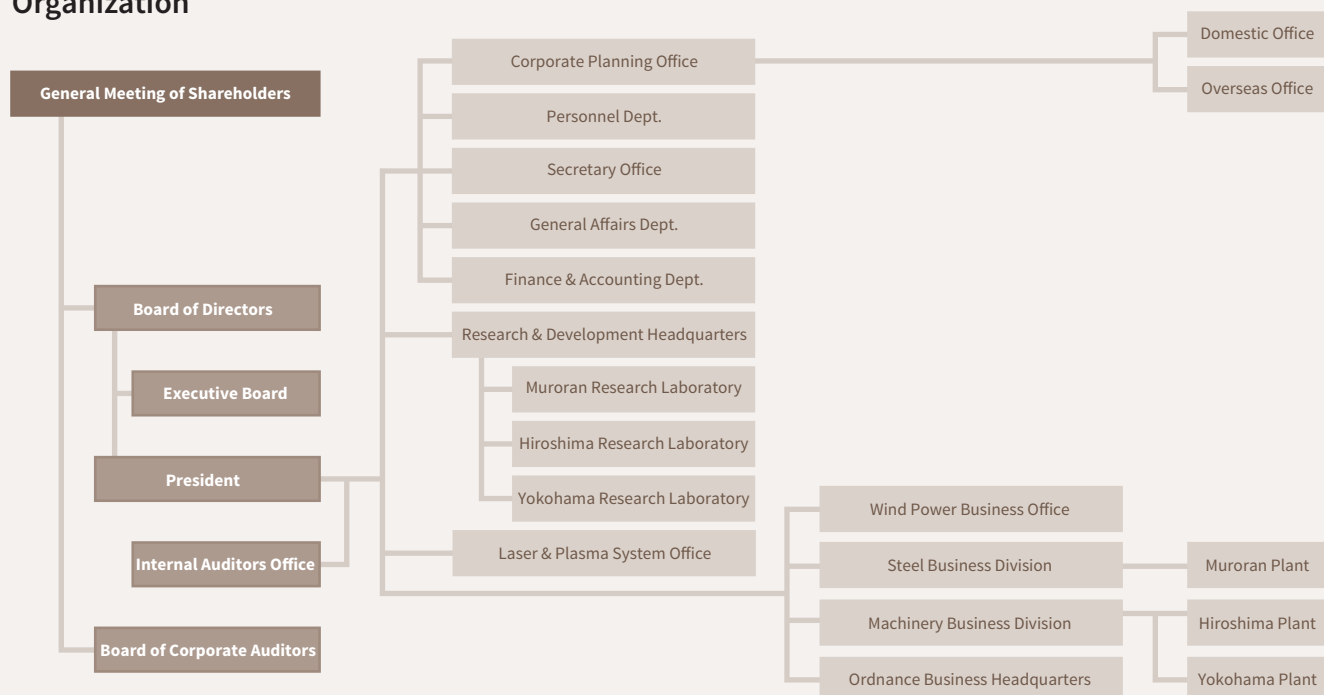 Organization
General Meeting of Shareholders
Board of Directors
Executive Board
President
Internal Auditors Office
Board of Corporate Auditors
Corporate Planning Office
Personnel Dept.
Secretary Office
General Affairs Dept.
Finance & Accounting Dept.
Research & Development Headquarters
Muroran Research Laboratory
Hiroshima Research Laboratory
Yokohama Research Laboratory
Laser & Plasma System Office
Wind Power Business Office
Steel Business Division
Machinery Business Division
Ordnance Business Headquarters
Domestic Office
Overseas Office
Muroran Plant
Hiroshima Plant
Yokohama Plant